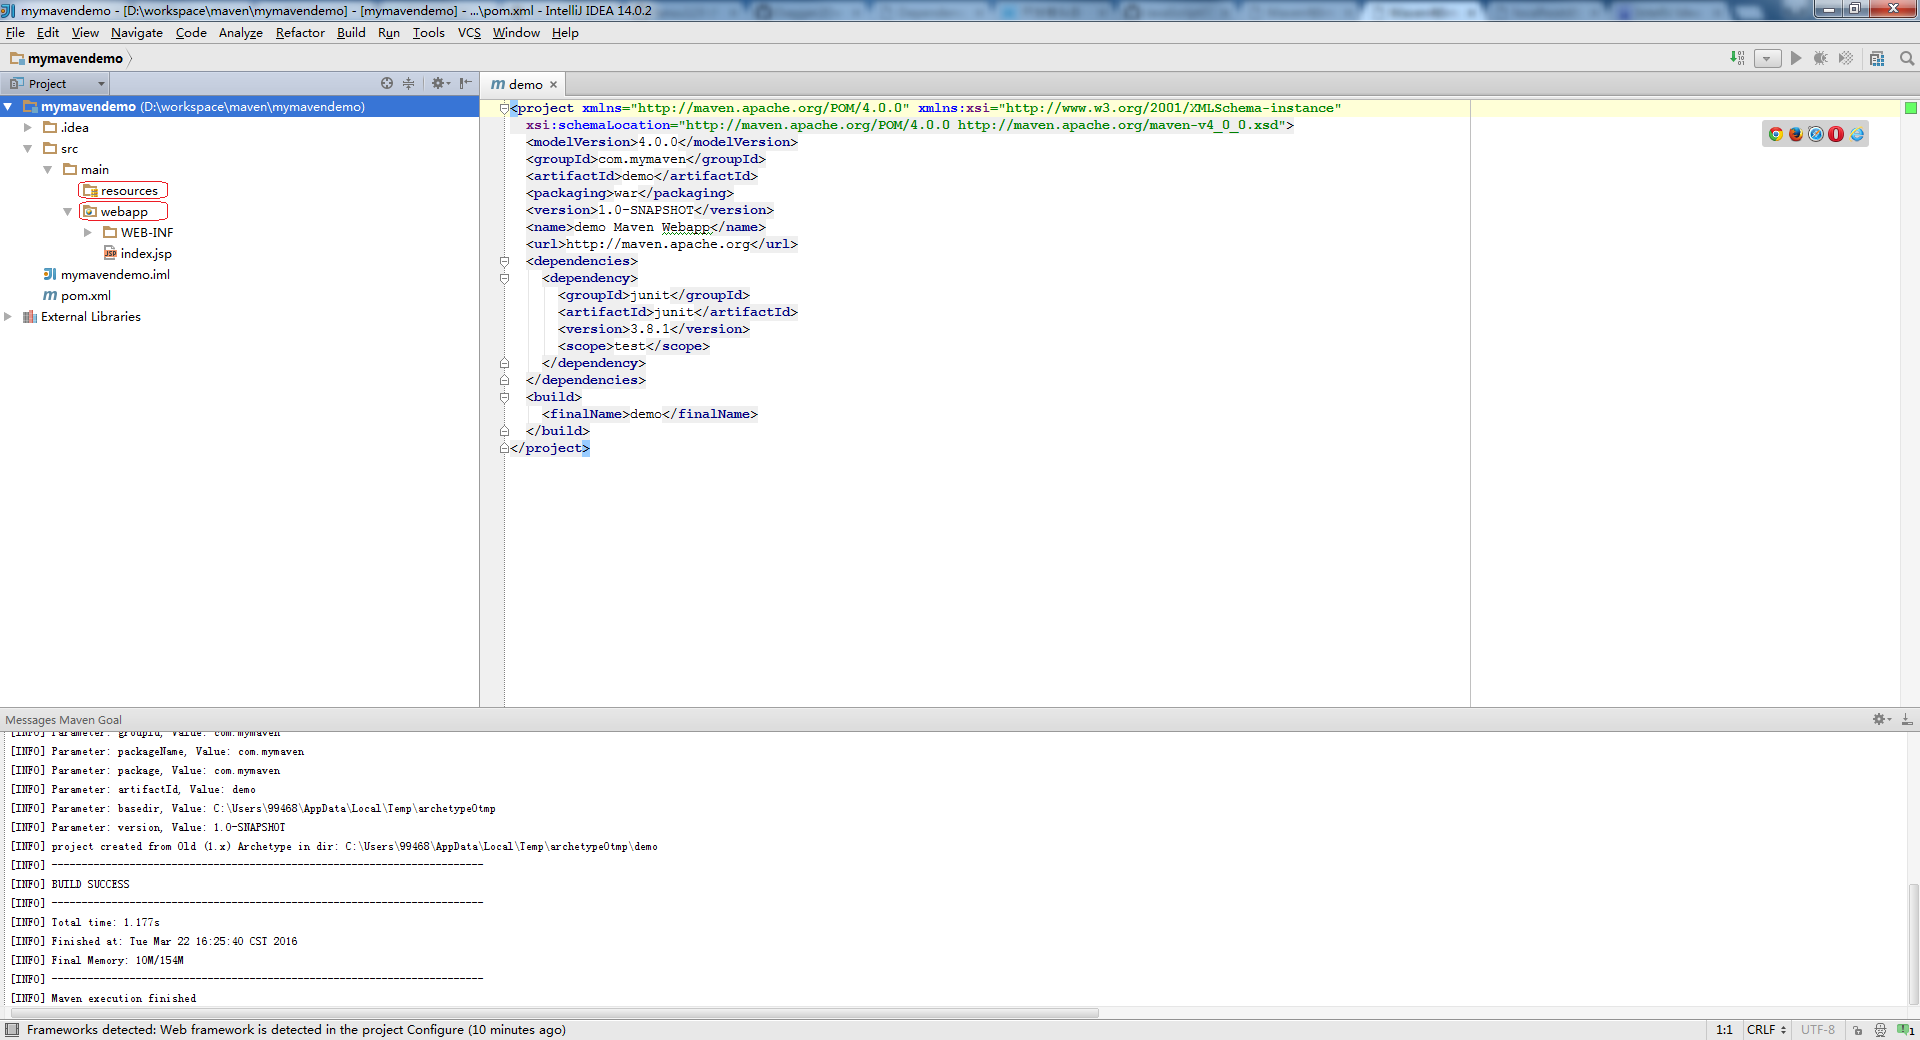 mymavendemo - [D:\workspace\maven\mymavendemo] - [mymavendemo] - ...\pom.xml - IntelliJ IDEA 14.0.2
File Edit View Navigate Code Analyze Refactor Build Run Tools VCS Window Help
mymavendemo
Project
m demo
mymavendemo (D:\workspace\maven\mymavendemo)
.idea
src
main
resources
webapp
WEB-INF
JSP index.jsp
mymavendemo.iml
m pom.xml
External Libraries
<project xmlns="http://maven.apache.org/POM/4.0.0" xmlns:xsi="http://www.w3.org/2001/XMLSchema-instance"
xsi:schemaLocation="http://maven.apache.org/POM/4.0.0 http://maven.apache.org/maven-v4_0_0.xsd">
<modelVersion>4.0.0</modelVersion>
<groupId>com.mymaven</groupId>
<artifactId>demo</artifactId>
<packaging>war</packaging>
<version>1.0-SNAPSHOT</version>
<name>demo Maven Webapp</name>
<url>http://maven.apache.org</url>
<dependencies>
<dependency>
<groupId>junit</groupId>
<artifactId>junit</artifactId>
<version>3.8.1</version>
<scope>test</scope>
</dependency>
</dependencies>
<build>
<finalName>demo</finalName>
</build>
</project>
Messages Maven Goal
[INFO] Parameter: groupId, Value: com.mymaven
[INFO] Parameter: packageName, Value: com.mymaven
[INFO] Parameter: package, Value: com.mymaven
[INFO] Parameter: artifactId, Value: demo
[INFO] Parameter: basedir, Value: C:\Users\99468\AppData\Local\Temp\archetype0tmp
[INFO] Parameter: version, Value: 1.0-SNAPSHOT
[INFO] project created from Old (1.x) Archetype in dir: C:\Users\99468\AppData\Local\Temp\archetype0tmp\demo
[INFO] ------------------------------------------------------------------------
[INFO] BUILD SUCCESS
[INFO] ------------------------------------------------------------------------
[INFO] Total time: 1.177s
[INFO] Finished at: Tue Mar 22 16:25:40 CST 2016
[INFO] Final Memory: 10M/154M
[INFO] ------------------------------------------------------------------------
[INFO] Maven execution finished
Frameworks detected: Web framework is detected in the project Configure (10 minutes ago)
1:1 CRLF UTF-8 1